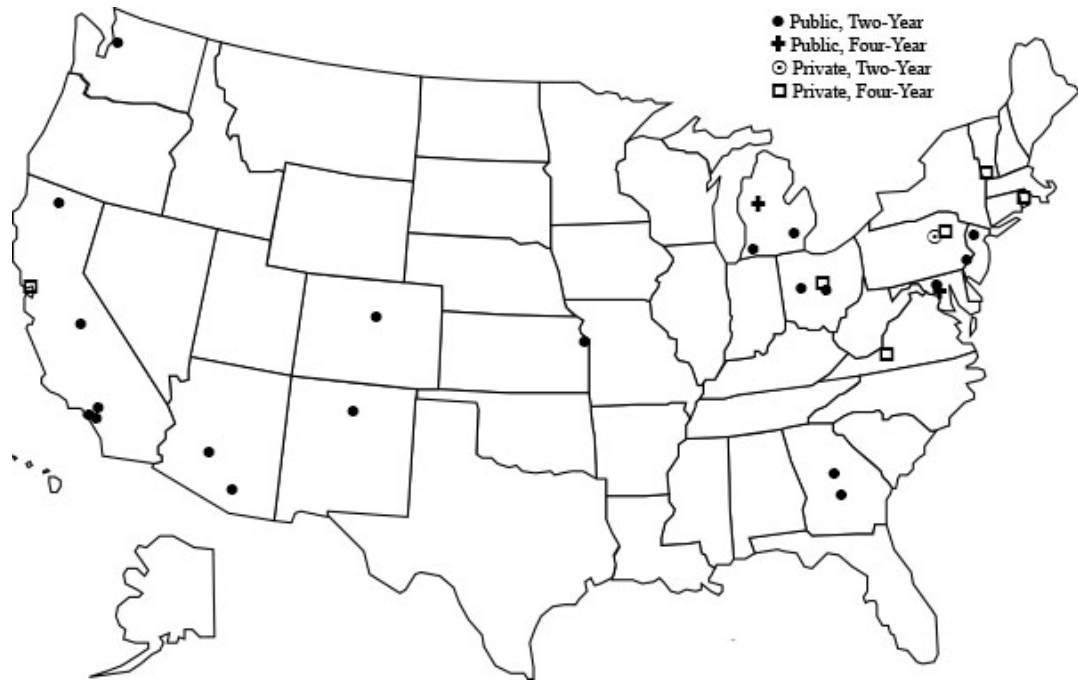 Public, Two-Year
Public, Four-Year
Private, Two-Year
Private, Four-Year